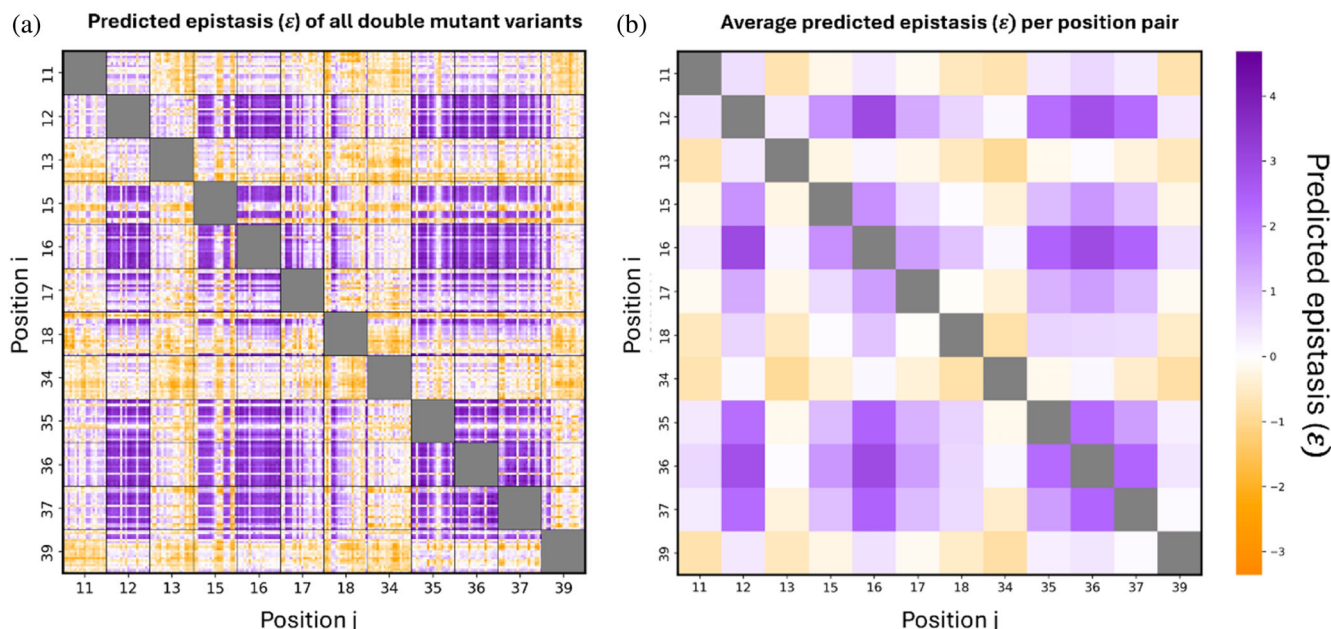 (a)
Predicted epistasis (ε) of all double mutant variants
11
12
13
15
16
17
18
34
35
36
37
39
Position i
11 12 13 15 16 17 18 34 35 36 37 39
Position j
(b)
Average predicted epistasis (ε) per position pair
11
12
13
15
16
17
18
34
35
36
37
39
Position i
11 12 13 15 16 17 18 34 35 36 37 39
Position j
4
3
2
1
0
−1
−2
−3
Predicted epistasis (ε)